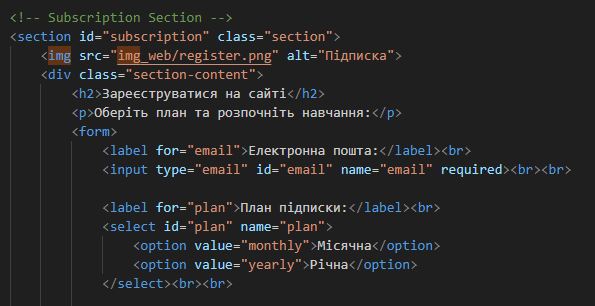 <!-- Subscription Section -->
<section id="subscription" class="section">
<img src="img_web/register.png" alt="Підписка">
<div class="section-content">
<h2>Зареєструватися на сайті</h2>
<p>Оберіть план та розпочніть навчання:</p>
<form>
<label for="email">Електронна пошта:</label><br>
<input type="email" id="email" name="email" required><br><br>
<label for="plan">План підписки:</label><br>
<select id="plan" name="plan">
<option value="monthly">Місячна</option>
<option value="yearly">Річна</option>
</select><br><br>